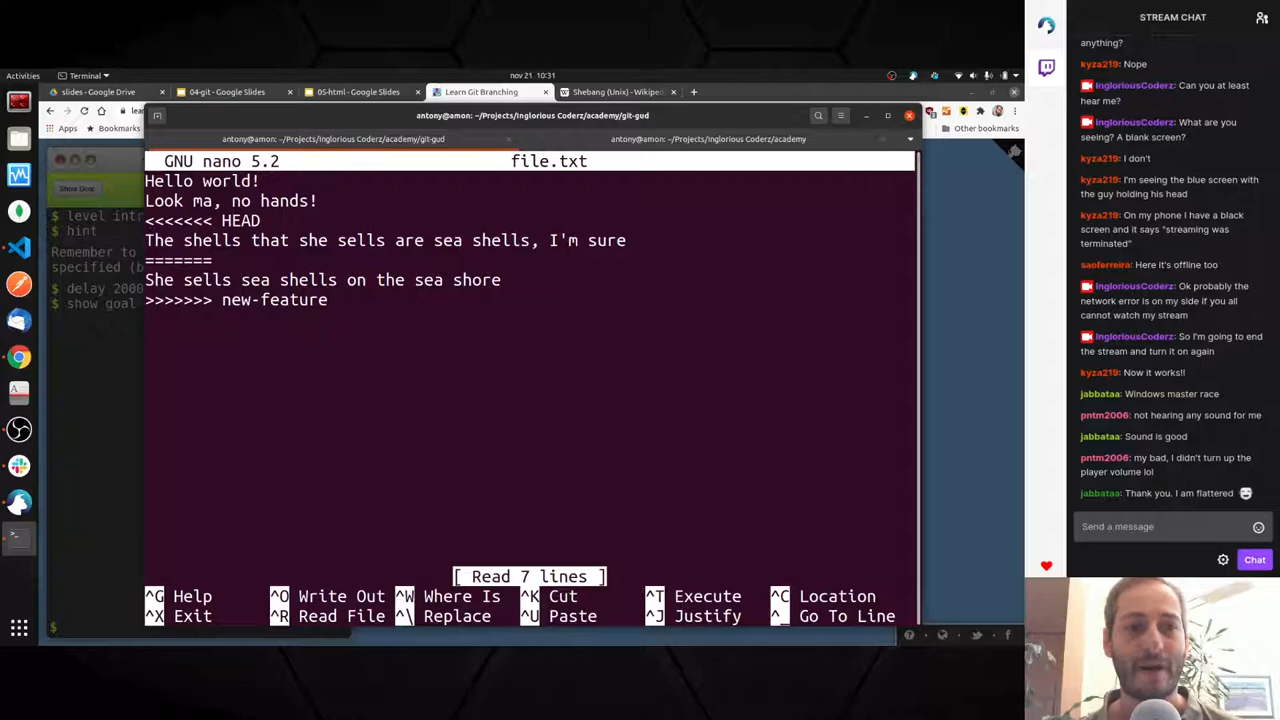 Activities
Terminal
nov 21 10:31
slides - Google Drive
04-git - Google Slides
05-html - Google Slides
Learn Git Branching
Shebang (Unix) - Wikiped
antony@amon: ~/Projects/Inglorious Coderz/academy/git-gud
Apps
Bookmarks
Other bookmarks
antony@amon: ~/Projects/Inglorious Coderz/academy/git-gud
antony@amon: ~/Projects/Inglorious Coderz/academy
GNU nano 5.2
file.txt
Hello world!
Look ma, no hands!
<<<<<<< HEAD
The shells that she sells are sea shells, I'm sure
=======
She sells sea shells on the sea shore
>>>>>>> new-feature
Show Goal
$ level intr
$ hint
Remember to
specified (b
$ delay 2000
$ show goal
$
[ Read 7 lines ]
^G Help
^O Write Out
^W Where Is
^K Cut
^T Execute
^C Location
^X Exit
^R Read File
^\ Replace
^U Paste
^J Justify
^_ Go To Line
STREAM CHAT
anything?
kyza219: Nope
IngloriousCoderz: Can you at least
hear me?
IngloriousCoderz: What are you
seeing? A blank screen?
kyza219: I don't
kyza219: I'm seeing the blue screen with
the guy holding his head
kyza219: On my phone I have a black
screen and it says "streaming was
terminated"
saoferreira: Here it's offline too
IngloriousCoderz: Ok probably the
network error is on my side if you all
cannot watch my stream
IngloriousCoderz: So I'm going to end
the stream and turn it on again
kyza219: Now it works!!
jabbataa: Windows master race
pntm2006: not hearing any sound for me
jabbataa: Sound is good
pntm2006: my bad, I didn't turn up the
player volume lol
jabbataa: Thank you. I am flattered
Send a message
Chat